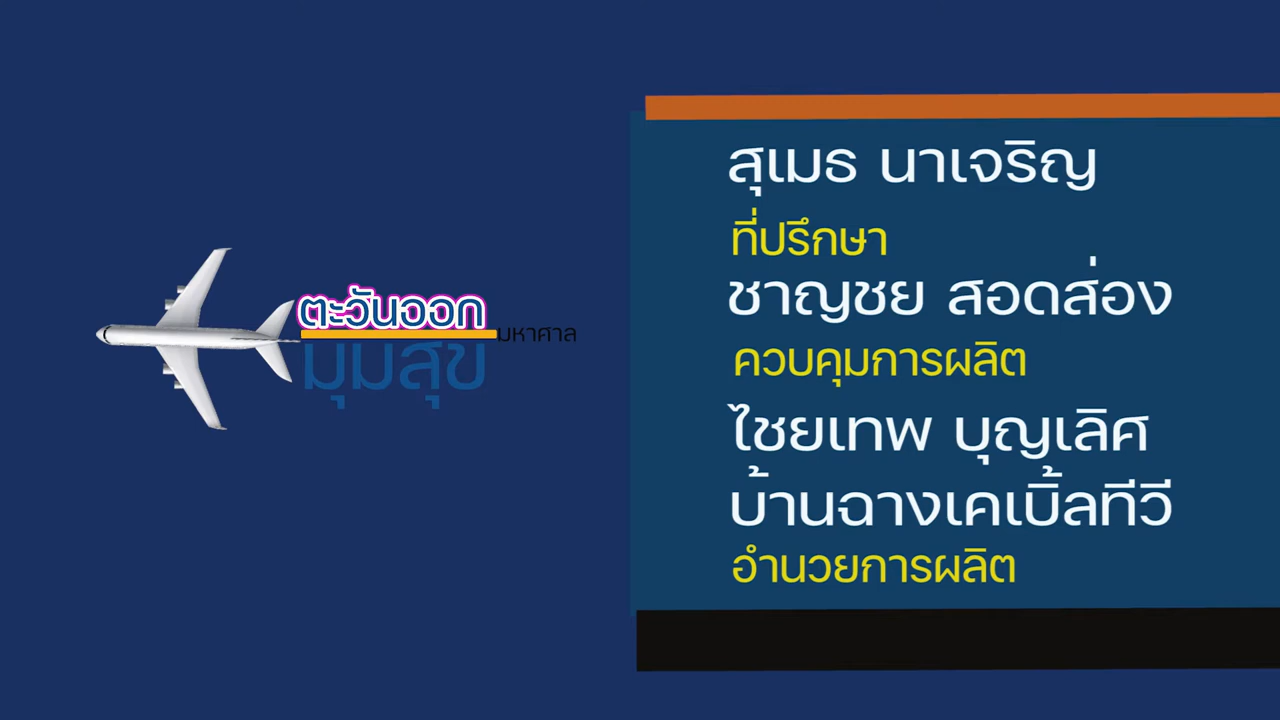 ตะวันออก
มหาศาล
มุมสุข
สุเมธ นาเจริญ
ที่ปรึกษา
ชาญชย สอดส่อง
ควบคุมการผลิต
ไชยเทพ บุญเลิศ
บ้านฉางเคเบิ้ลทีวี
อำนวยการผลิต